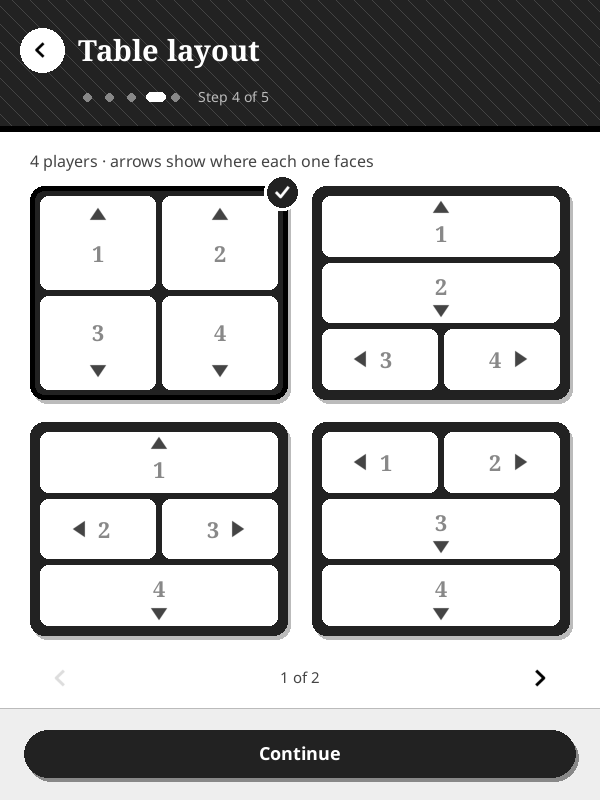 Table layout
Step 4 of 5
4 players · arrows show where each one faces
1 2
3 4
1
2
3 4
1
2 3
4
1 2
3
4
1 of 2
Continue